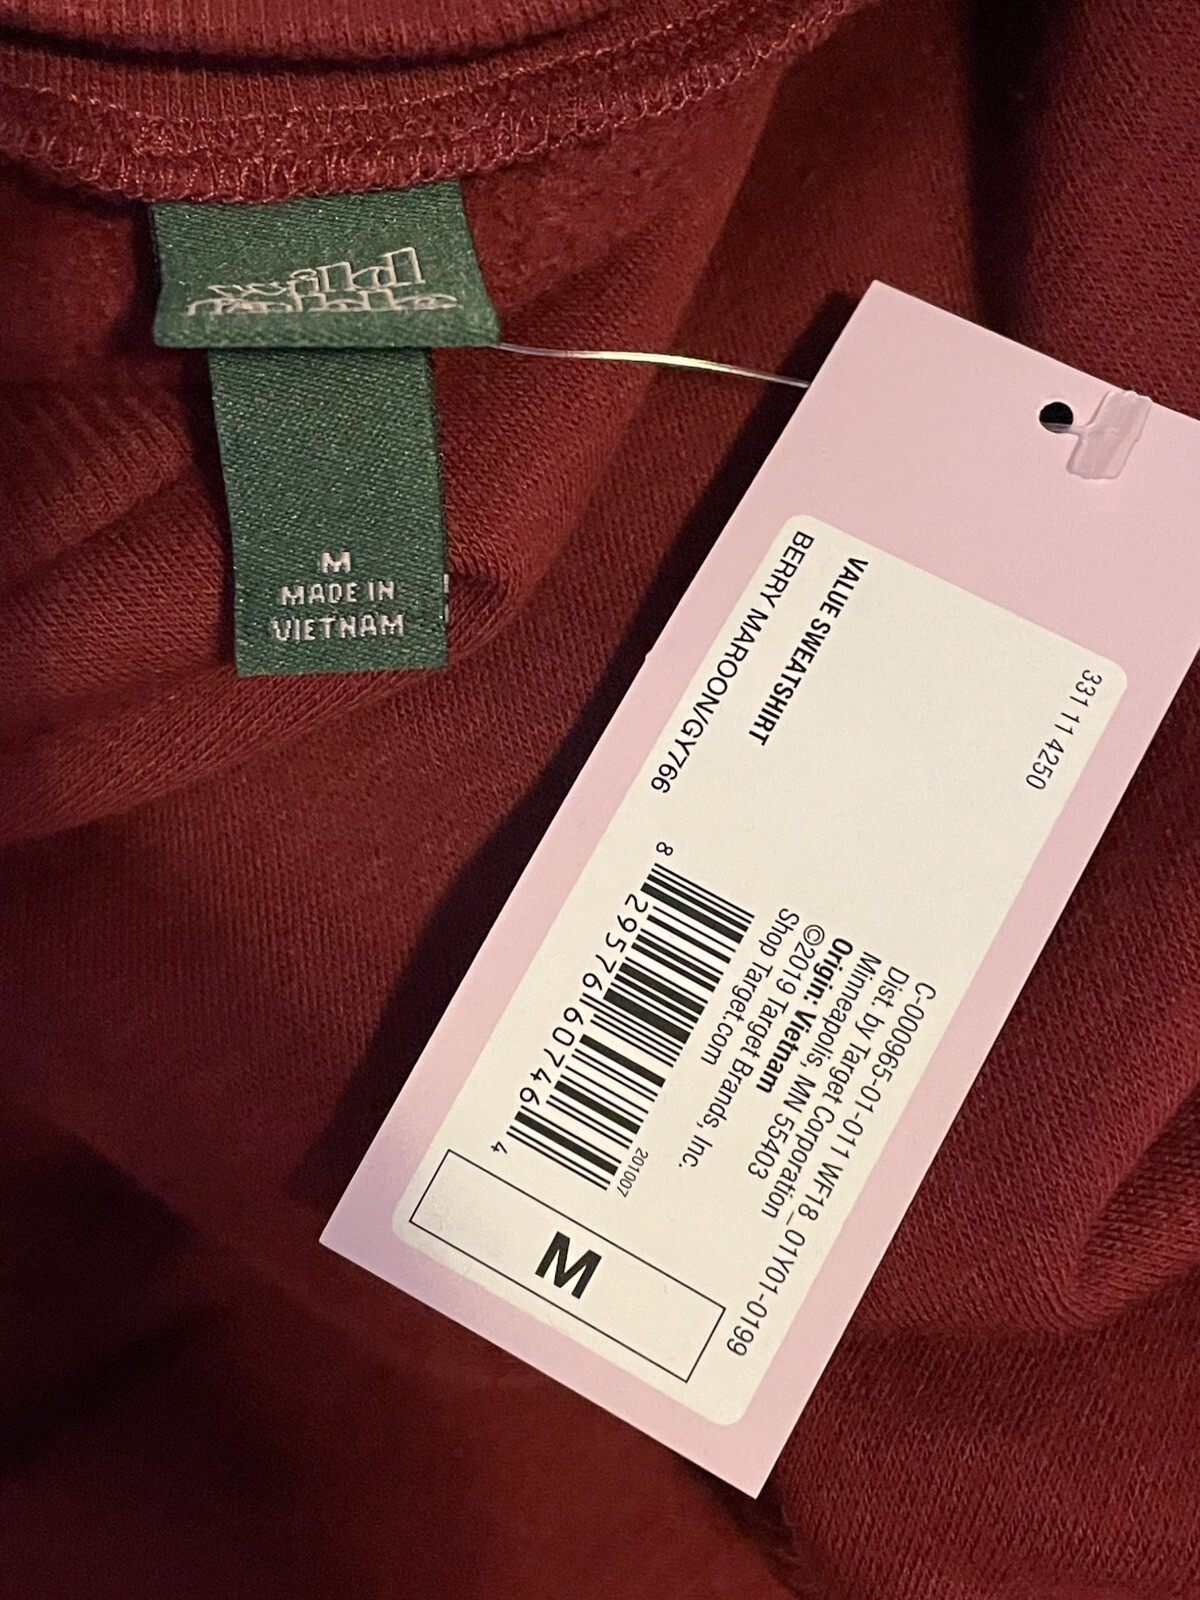 wild
M
MADE IN
VIETNAM
331 11 4250
VALUE SWEATSHIRT
BERRY MAROON/GY766
C-000965-01-011 WF18_01Y01-0199
Dist. by Target Corporation
Minneapolis, MN 55403
Origin: Vietnam
©2019 Target Brands, Inc.
Shop Target.com
201007
8 29576 60746 4
M